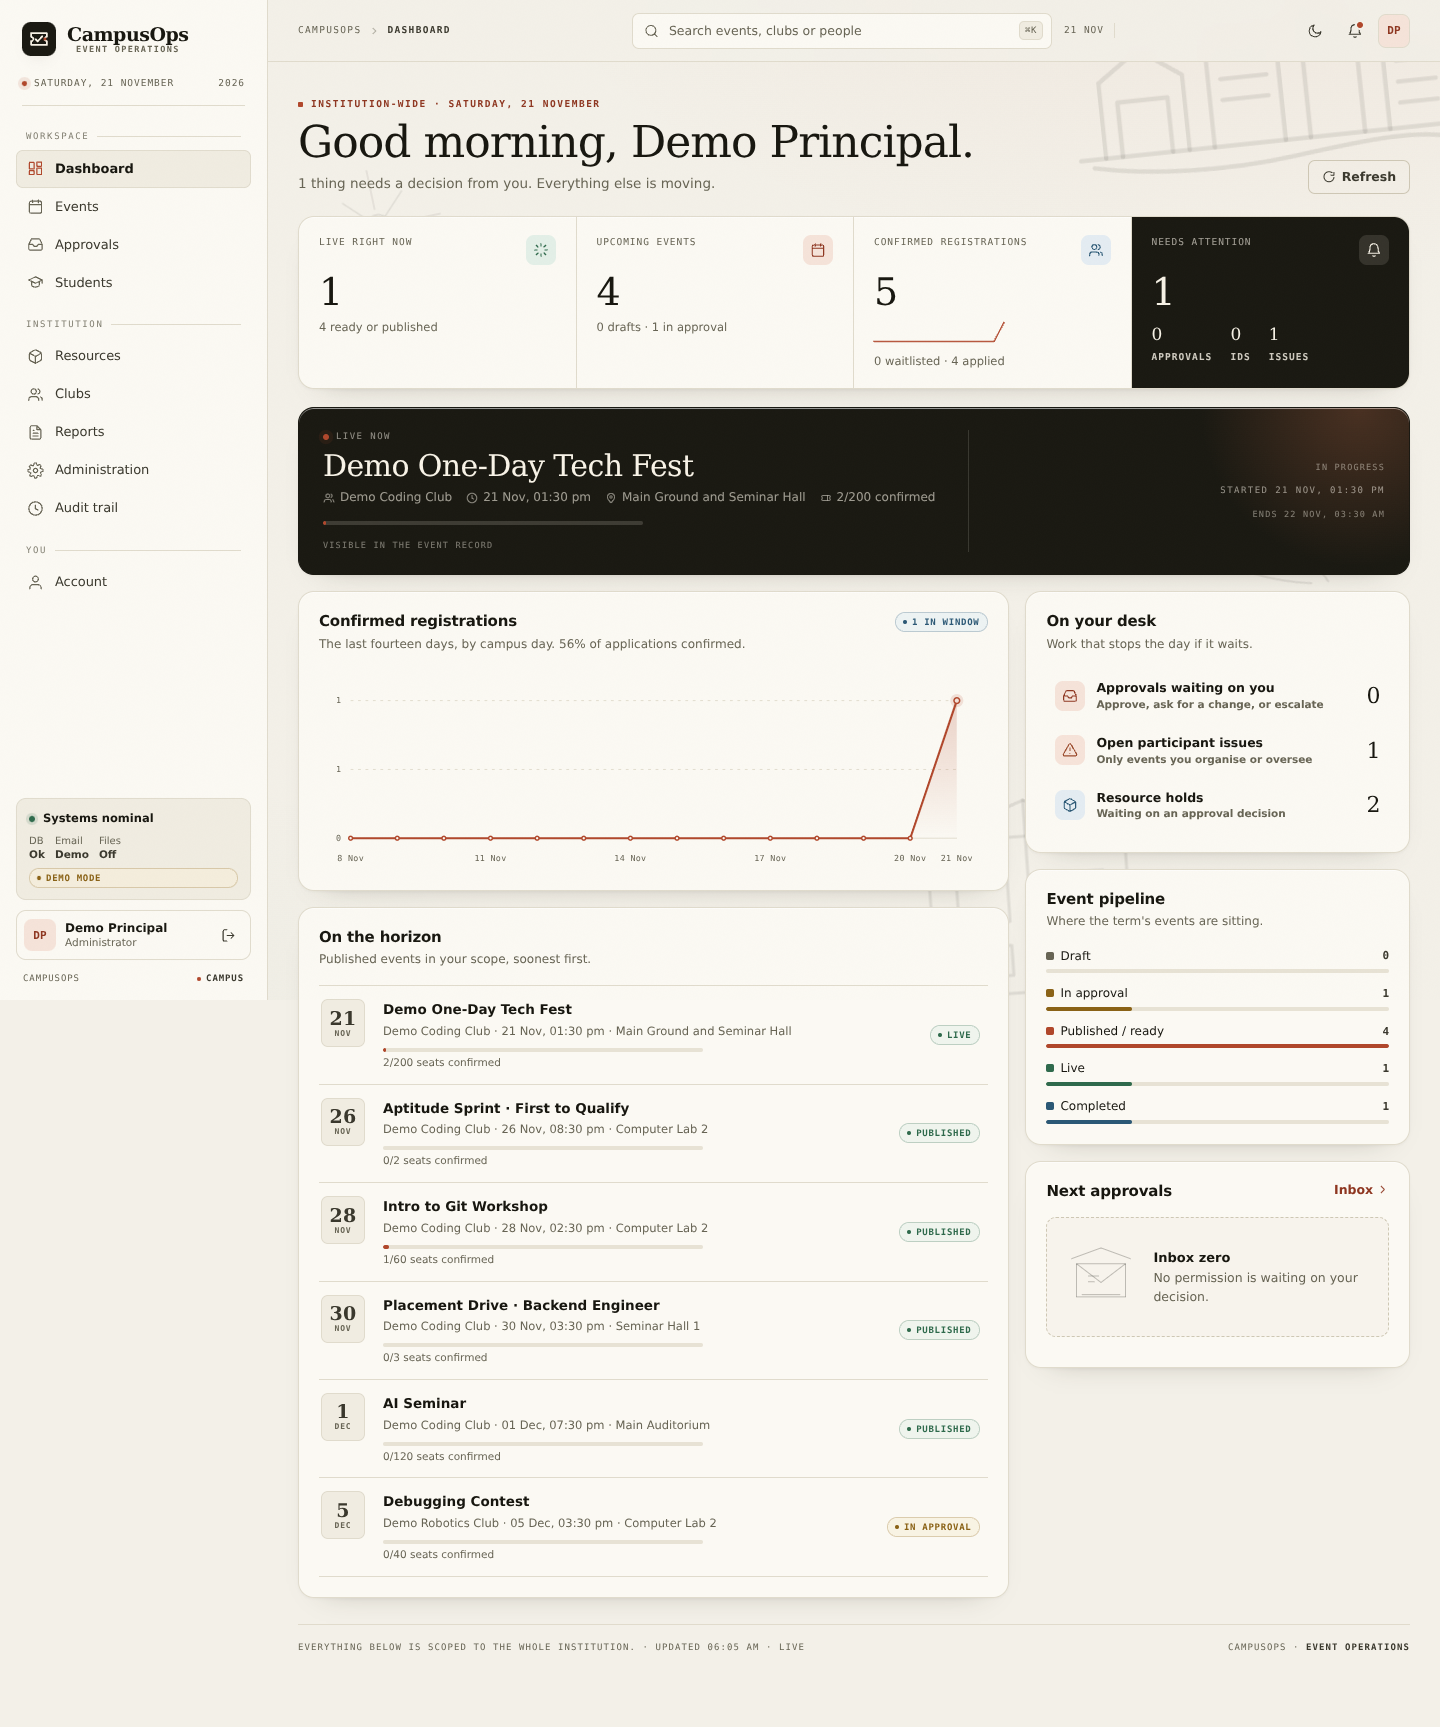 CampusOps
EVENT OPERATIONS
SATURDAY, 21 NOVEMBER 2026
WORKSPACE
Dashboard
Events
Approvals
Students
INSTITUTION
Resources
Clubs
Reports
Administration
Audit trail
YOU
Account
Systems nominal
DB Email Files
Ok Demo Off
DEMO MODE
DP
Demo Principal
Administrator
CAMPUSOPS CAMPUS
CAMPUSOPS > DASHBOARD
Search events, clubs or people
⌘K
21 NOV
DP
INSTITUTION-WIDE · SATURDAY, 21 NOVEMBER
Good morning, Demo Principal.
1 thing needs a decision from you. Everything else is moving.
Refresh
LIVE RIGHT NOW
1
4 ready or published
UPCOMING EVENTS
4
0 drafts · 1 in approval
CONFIRMED REGISTRATIONS
5
0 waitlisted · 4 applied
NEEDS ATTENTION
1
0 0 1
APPROVALS IDS ISSUES
LIVE NOW
Demo One-Day Tech Fest
Demo Coding Club 21 Nov, 01:30 pm Main Ground and Seminar Hall 2/200 confirmed
VISIBLE IN THE EVENT RECORD
IN PROGRESS
STARTED 21 NOV, 01:30 PM
ENDS 22 NOV, 03:30 AM
Confirmed registrations
1 IN WINDOW
The last fourteen days, by campus day. 56% of applications confirmed.
1
1
0
8 Nov 11 Nov 14 Nov 17 Nov 20 Nov 21 Nov
On the horizon
Published events in your scope, soonest first.
21
NOV
Demo One-Day Tech Fest
Demo Coding Club · 21 Nov, 01:30 pm · Main Ground and Seminar Hall
2/200 seats confirmed
LIVE
26
NOV
Aptitude Sprint · First to Qualify
Demo Coding Club · 26 Nov, 08:30 pm · Computer Lab 2
0/2 seats confirmed
PUBLISHED
28
NOV
Intro to Git Workshop
Demo Coding Club · 28 Nov, 02:30 pm · Computer Lab 2
1/60 seats confirmed
PUBLISHED
30
NOV
Placement Drive · Backend Engineer
Demo Coding Club · 30 Nov, 03:30 pm · Seminar Hall 1
0/3 seats confirmed
PUBLISHED
1
DEC
AI Seminar
Demo Coding Club · 01 Dec, 07:30 pm · Main Auditorium
0/120 seats confirmed
PUBLISHED
5
DEC
Debugging Contest
Demo Robotics Club · 05 Dec, 03:30 pm · Computer Lab 2
0/40 seats confirmed
IN APPROVAL
On your desk
Work that stops the day if it waits.
Approvals waiting on you
Approve, ask for a change, or escalate
0
Open participant issues
Only events you organise or oversee
1
Resource holds
Waiting on an approval decision
2
Event pipeline
Where the term's events are sitting.
Draft 0
In approval 1
Published / ready 4
Live 1
Completed 1
Next approvals
Inbox >
Inbox zero
No permission is waiting on your
decision.
EVERYTHING BELOW IS SCOPED TO THE WHOLE INSTITUTION. · UPDATED 06:05 AM · LIVE
CAMPUSOPS · EVENT OPERATIONS